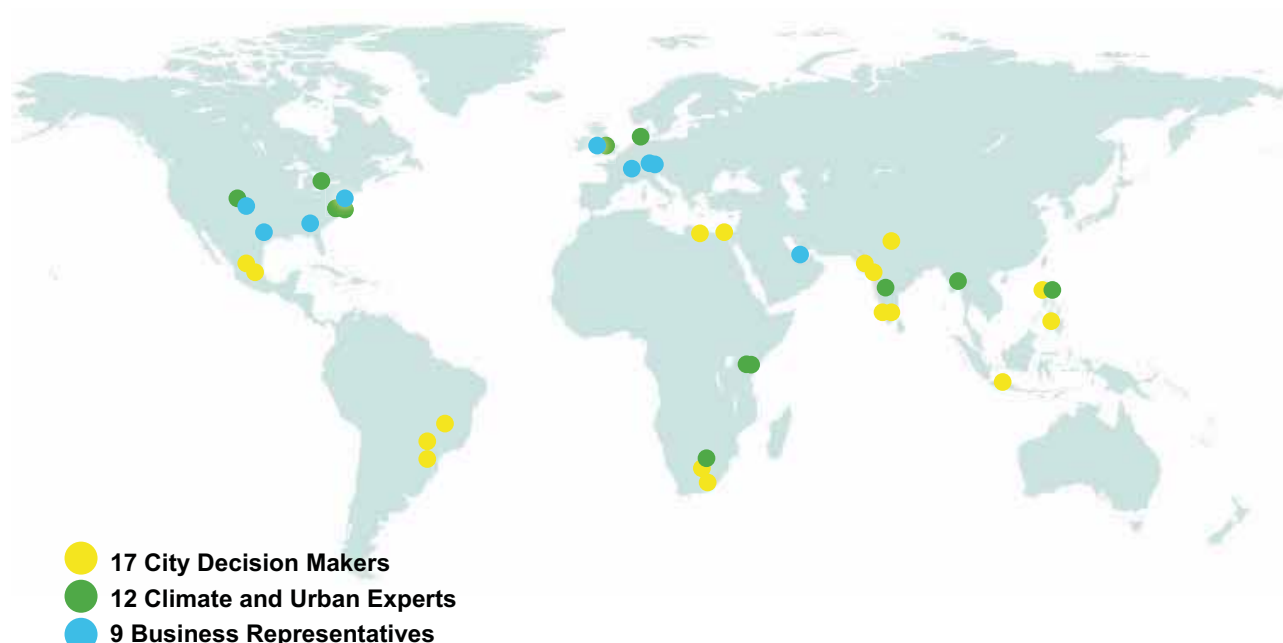 17 City Decision Makers
12 Climate and Urban Experts
9 Business Representatives